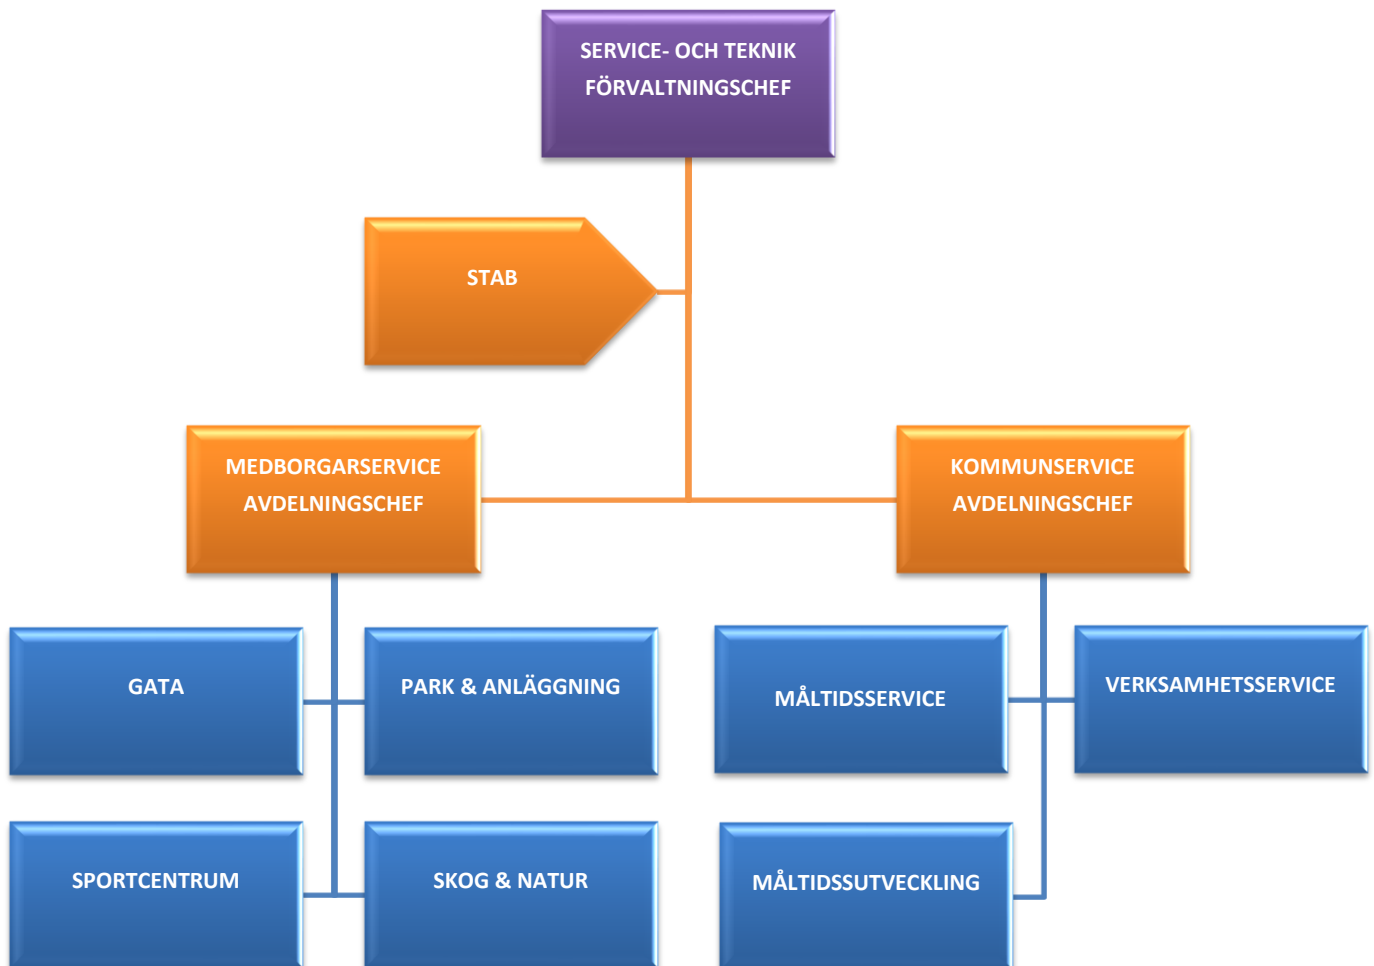 SERVICE- OCH TEKNIK
FÖRVALTNINGSCHEF
STAB
MEDBORGARSERVICE
AVDELNINGSCHEF
KOMMUNSERVICE
AVDELNINGSCHEF
GATA
PARK & ANLÄGGNING
MÅLTIDSSERVICE
VERKSAMHETSSERVICE
SPORTCENTRUM
SKOG & NATUR
MÅLTIDSSUTVECKLING